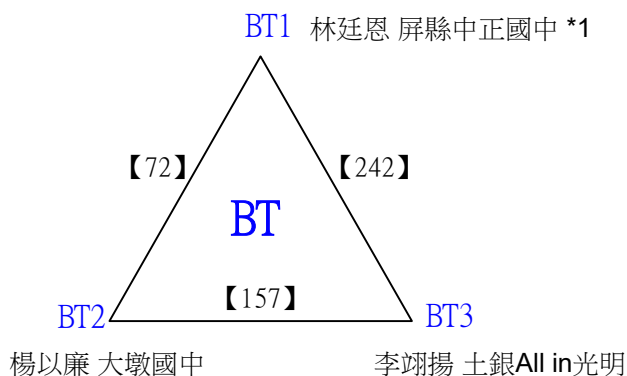 BT1 林廷恩 屏縣中正國中 *1
【72】 【242】
BT
【157】
BT2 BT3
楊以廉 大墩國中 李翊揚 土銀All in光明